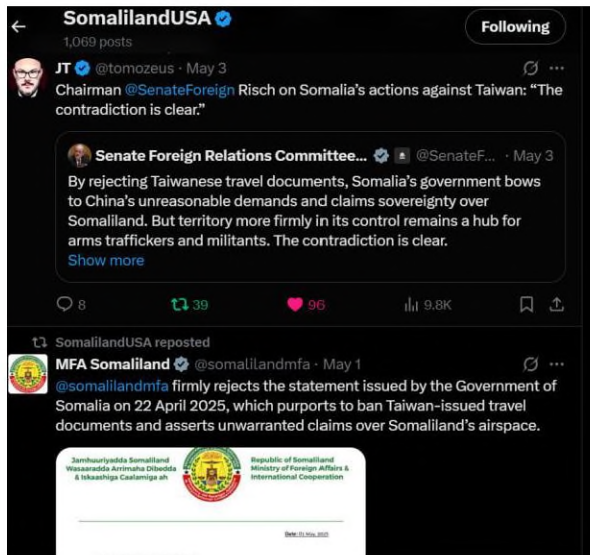 SomalilandUSA
1,069 posts
Following
JT @tomozeus · May 3
Chairman @SenateForeign Risch on Somalia's actions against Taiwan: "The
contradiction is clear."
Senate Foreign Relations Committee... @SenateF... · May 3
By rejecting Taiwanese travel documents, Somalia's government bows
to China's unreasonable demands and claims sovereignty over
Somaliland. But territory more firmly in its control remains a hub for
arms traffickers and militants. The contradiction is clear.
Show more
8 39 96 9.8K
SomalilandUSA reposted
MFA Somaliland @somalilandmfa · May 1
@somalilandmfa firmly rejects the statement issued by the Government of
Somalia on 22 April 2025, which purports to ban Taiwan-issued travel
documents and asserts unwarranted claims over Somaliland's airspace.
Jamhuuriyadda Somaliland
Wasaaradda Arrimaha Dibedda
& Iskaashiga Caalamiga ah
Republic of Somaliland
Ministry of Foreign Affairs &
International Cooperation
Date: 01 May, 2025